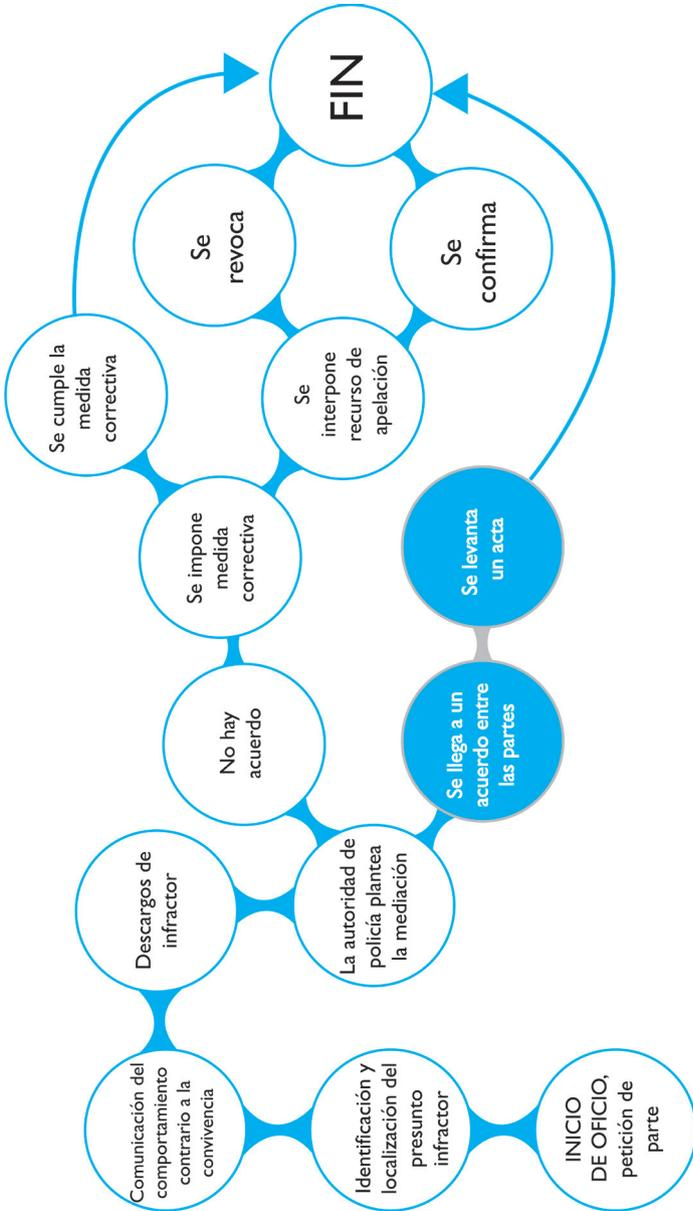 INICIO
DE OFICIO,
petición de
parte
Identificación y
localización del
presunto
infractor
Comunicación del
comportamiento
contrario a la
convivencia
Descargos de
infractor
La autoridad de
policía plantea
la mediación
No hay
acuerdo
Se llega a un
acuerdo entre
las partes
Se impone
medida
correctiva
Se levanta
un acta
Se cumple la
medida
correctiva
Se
interpone
recurso de
apelación
Se
revoca
Se
confirma
FIN